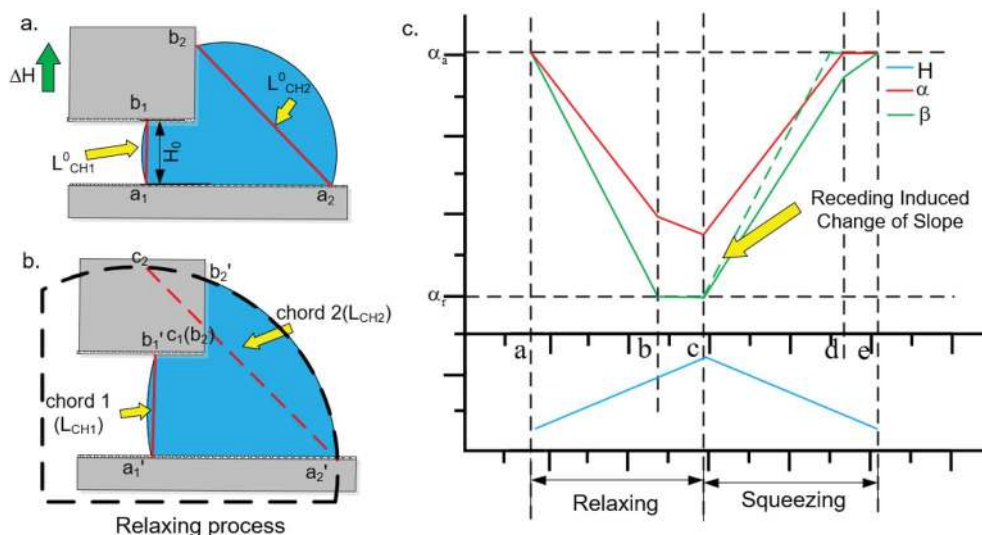 a.
ΔH
b₂
b₁
L⁰CH2
L⁰CH1
H₀
a₁
a₂
b.
c₂
b₂'
b₁'
c₁(b₂)
chord 2(LCH2)
chord 1
(LCH1)
a₁'
a₂'
Relaxing process
c.
αₐ
H
α
β
Receding Induced
Change of Slope
αᵣ
a
b
c
d
e
Relaxing
Squeezing